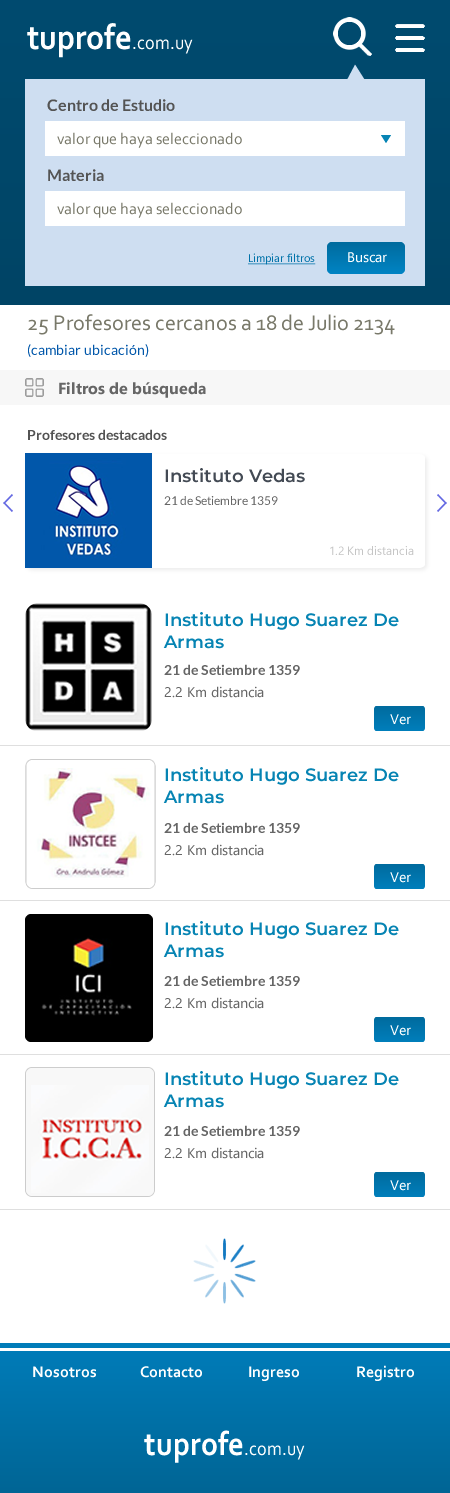 tuprofe.com.uy
Centro de Estudio
valor que haya seleccionado
Materia
valor que haya seleccionado
Limpiar filtros
Buscar
25 Profesores cercanos a 18 de Julio 2134
(cambiar ubicación)
Filtros de búsqueda
Profesores destacados
INSTITUTO
VEDAS
Instituto Vedas
21 de Setiembre 1359
1.2 Km distancia
H S
D A
Instituto Hugo Suarez De
Armas
21 de Setiembre 1359
2.2 Km distancia
Ver
INSTCEE
Cra. Andrula Gómez
Instituto Hugo Suarez De
Armas
21 de Setiembre 1359
2.2 Km distancia
Ver
ICI
INSTITUTO
DE CAPACITACIÓN
INTERACTIVA
Instituto Hugo Suarez De
Armas
21 de Setiembre 1359
2.2 Km distancia
Ver
INSTITUTO
I.C.C.A.
Instituto Hugo Suarez De
Armas
21 de Setiembre 1359
2.2 Km distancia
Ver
Nosotros Contacto Ingreso Registro
tuprofe.com.uy